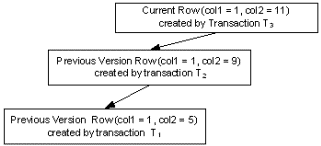 Current Row(col1 = 1, col2 = 11)
created by Transaction T3
Previous Version Row(col1 = 1, col2 = 9)
created by transaction T2
Previous Version Row(col1 = 1, col2 = 5)
created by transaction T1